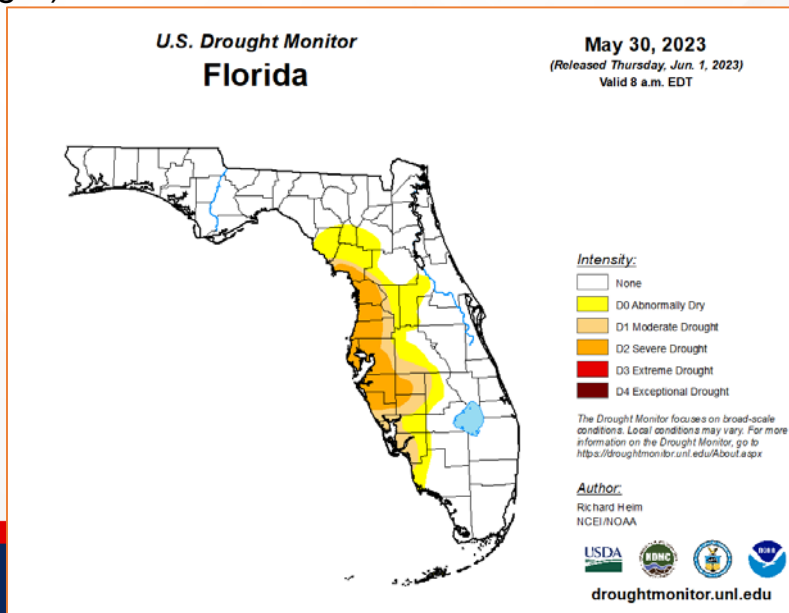 U.S. Drought Monitor
Florida
May 30, 2023
(Released Thursday, Jun. 1, 2023)
Valid 8 a.m. EDT
Intensity:
None
D0 Abnormally Dry
D1 Moderate Drought
D2 Severe Drought
D3 Extreme Drought
D4 Exceptional Drought
The Drought Monitor focuses on broad-scale
conditions. Local conditions may vary. For more
information on the Drought Monitor, go to
https://droughtmonitor.unl.edu/About.aspx
Author:
Richard Heim
NCEI/NOAA
USDA
NDMC
NOAA
droughtmonitor.unl.edu